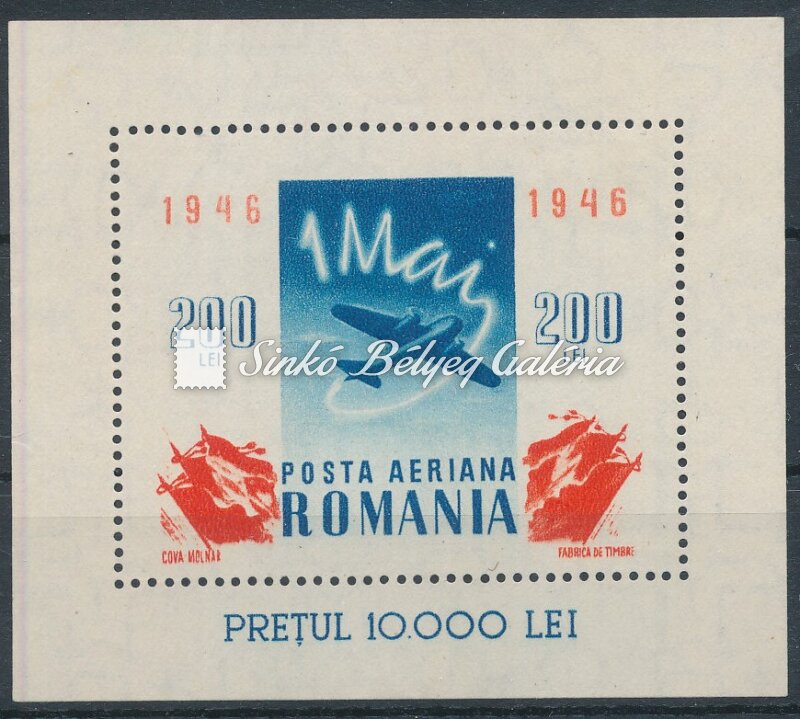 1946 1946
1 Mai
200 200
LEI LEI
Sinkó Bélyeg Galéria
POSTA AERIANA
ROMANIA
COVA MOLNAR FABRICA DE TIMBRE
PREȚUL 10.000 LEI